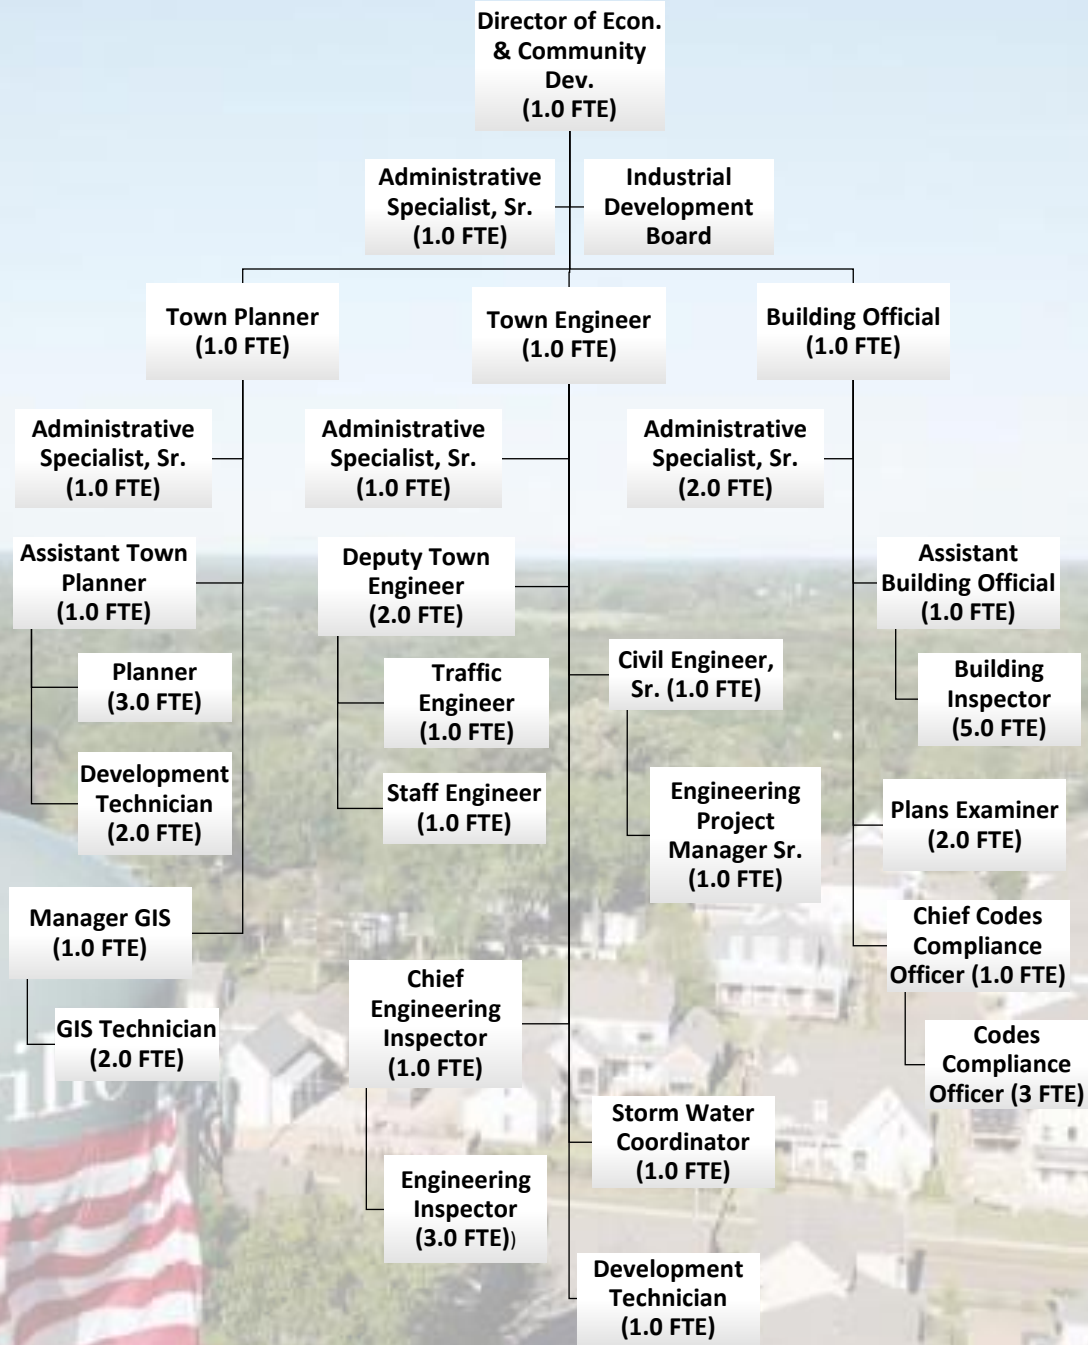 Director of Econ.
& Community
Dev.
(1.0 FTE)
Administrative
Specialist, Sr.
(1.0 FTE)
Industrial
Development
Board
Town Planner
(1.0 FTE)
Town Engineer
(1.0 FTE)
Building Official
(1.0 FTE)
Administrative
Specialist, Sr.
(1.0 FTE)
Administrative
Specialist, Sr.
(1.0 FTE)
Administrative
Specialist, Sr.
(2.0 FTE)
Assistant Town
Planner
(1.0 FTE)
Deputy Town
Engineer
(2.0 FTE)
Assistant
Building Official
(1.0 FTE)
Planner
(3.0 FTE)
Traffic
Engineer
(1.0 FTE)
Civil Engineer,
Sr. (1.0 FTE)
Building
Inspector
(5.0 FTE)
Development
Technician
(2.0 FTE)
Staff Engineer
(1.0 FTE)
Engineering
Project
Manager Sr.
(1.0 FTE)
Plans Examiner
(2.0 FTE)
Manager GIS
(1.0 FTE)
Chief Codes
Compliance
Officer (1.0 FTE)
Chief
Engineering
Inspector
(1.0 FTE)
GIS Technician
(2.0 FTE)
Codes
Compliance
Officer (3 FTE)
Storm Water
Coordinator
(1.0 FTE)
Engineering
Inspector
(3.0 FTE))
Development
Technician
(1.0 FTE)